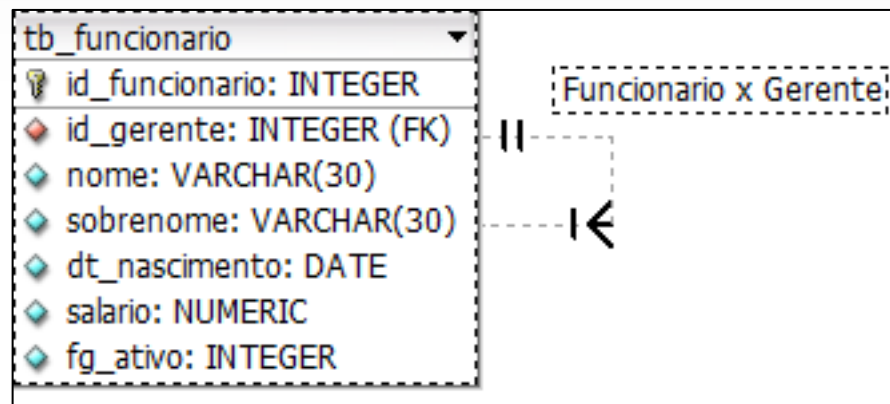 tb_funcionario
id_funcionario: INTEGER
Funcionario x Gerente
id_gerente: INTEGER (FK)
nome: VARCHAR(30)
sobrenome: VARCHAR(30)
dt_nascimento: DATE
salario: NUMERIC
fg_ativo: INTEGER